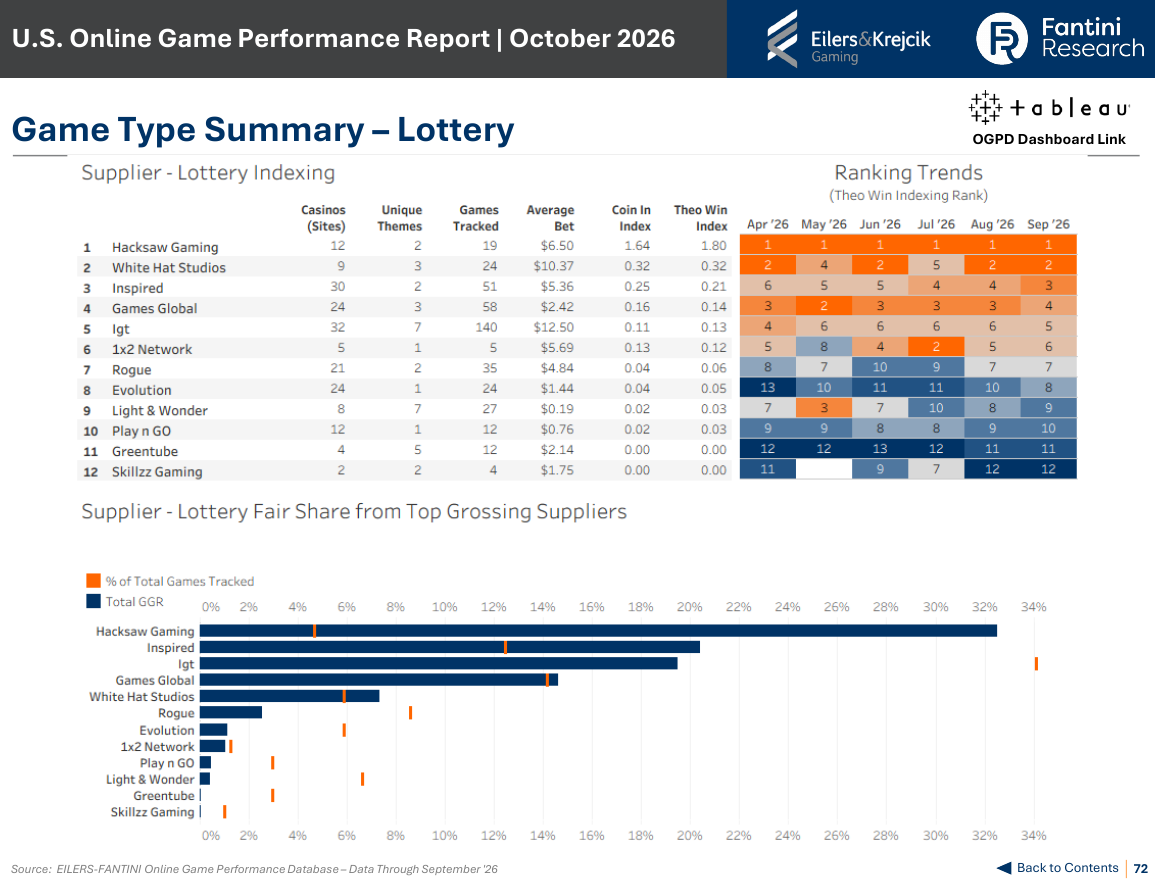 U.S. Online Game Performance Report | October 2026
Eilers&Krejcik
Gaming
Fantini
Research
+ a b | e a u
OGPD Dashboard Link
Game Type Summary – Lottery
Supplier - Lottery Indexing
Ranking Trends
(Theo Win Indexing Rank)
Casinos (Sites) Unique Themes Games Tracked Average Bet Coin In Index Theo Win Index Apr '26 May '26 Jun '26 Jul '26 Aug '26 Sep '26
1 Hacksaw Gaming 12 2 19 $6.50 1.64 1.80 1 1 1 1 1 1
2 White Hat Studios 9 3 24 $10.37 0.32 0.32 2 4 2 5 2 2
3 Inspired 30 2 51 $5.36 0.25 0.21 6 5 5 4 4 3
4 Games Global 24 3 58 $2.42 0.16 0.14 3 2 3 3 3 4
5 Igt 32 7 140 $12.50 0.11 0.13 4 6 6 6 6 5
6 1x2 Network 5 1 5 $5.69 0.13 0.12 5 8 4 2 5 6
7 Rogue 21 2 35 $4.84 0.04 0.06 8 7 10 9 7 7
8 Evolution 24 1 24 $1.44 0.04 0.05 13 10 11 11 10 8
9 Light & Wonder 8 7 27 $0.19 0.02 0.03 7 3 7 10 8 9
10 Play n GO 12 1 12 $0.76 0.02 0.03 9 9 8 8 9 10
11 Greentube 4 5 12 $2.14 0.00 0.00 12 12 13 12 11 11
12 Skillzz Gaming 2 2 4 $1.75 0.00 0.00 11 9 7 12 12
Supplier - Lottery Fair Share from Top Grossing Suppliers
% of Total Games Tracked
Total GGR
0% 2% 4% 6% 8% 10% 12% 14% 16% 18% 20% 22% 24% 26% 28% 30% 32% 34%
Hacksaw Gaming
Inspired
Igt
Games Global
White Hat Studios
Rogue
Evolution
1x2 Network
Play n GO
Light & Wonder
Greentube
Skillzz Gaming
0% 2% 4% 6% 8% 10% 12% 14% 16% 18% 20% 22% 24% 26% 28% 30% 32% 34%
Source: EILERS-FANTINI Online Game Performance Database – Data Through September '26
Back to Contents | 72